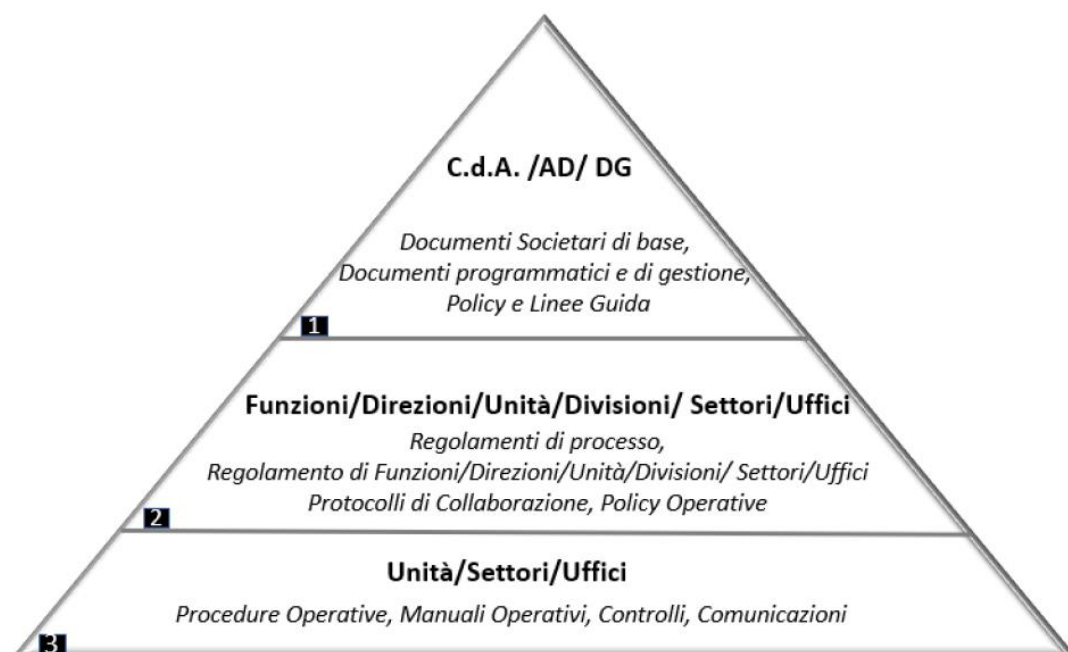 C.d.A. /AD/ DG
Documenti Societari di base,
Documenti programmatici e di gestione,
Policy e Linee Guida
1
Funzioni/Direzioni/Unità/Divisioni/ Settori/Uffici
Regolamenti di processo,
Regolamento di Funzioni/Direzioni/Unità/Divisioni/ Settori/Uffici
Protocolli di Collaborazione, Policy Operative
2
Unità/Settori/Uffici
Procedure Operative, Manuali Operativi, Controlli, Comunicazioni
3